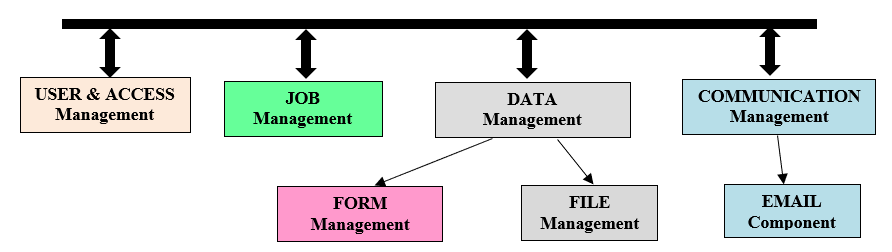 USER & ACCESS
Management
JOB
Management
DATA
Management
COMMUNICATION
Management
FORM
Management
FILE
Management
EMAIL
Component